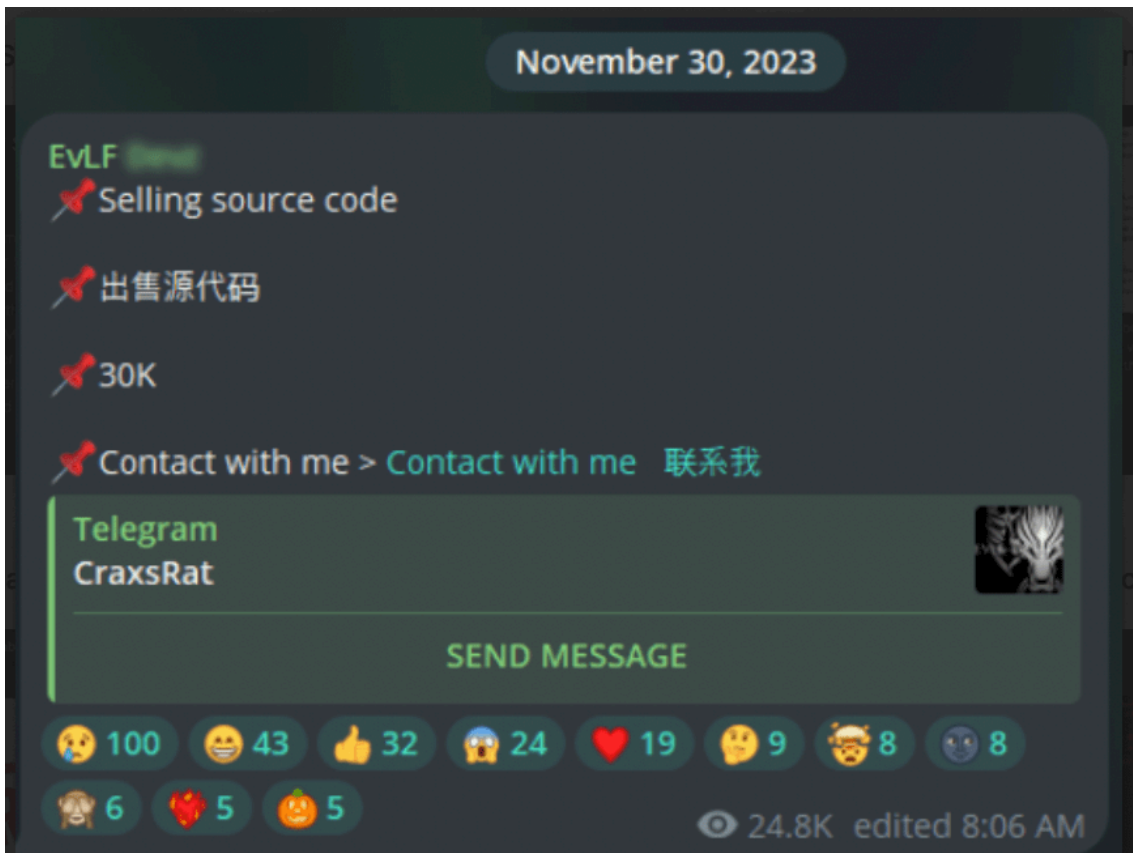 November 30, 2023
EvLF
📌Selling source code
📌出售源代码
📌30K
📌Contact with me > Contact with me 联系我
Telegram
CraxsRat
SEND MESSAGE
😢 100 😁 43 👍 32 😱 24 ❤️ 19 🤔 9 🤯 8 🌚 8
🙈 6 ❤️‍🔥 5 🎃 5
24.8K edited 8:06 AM